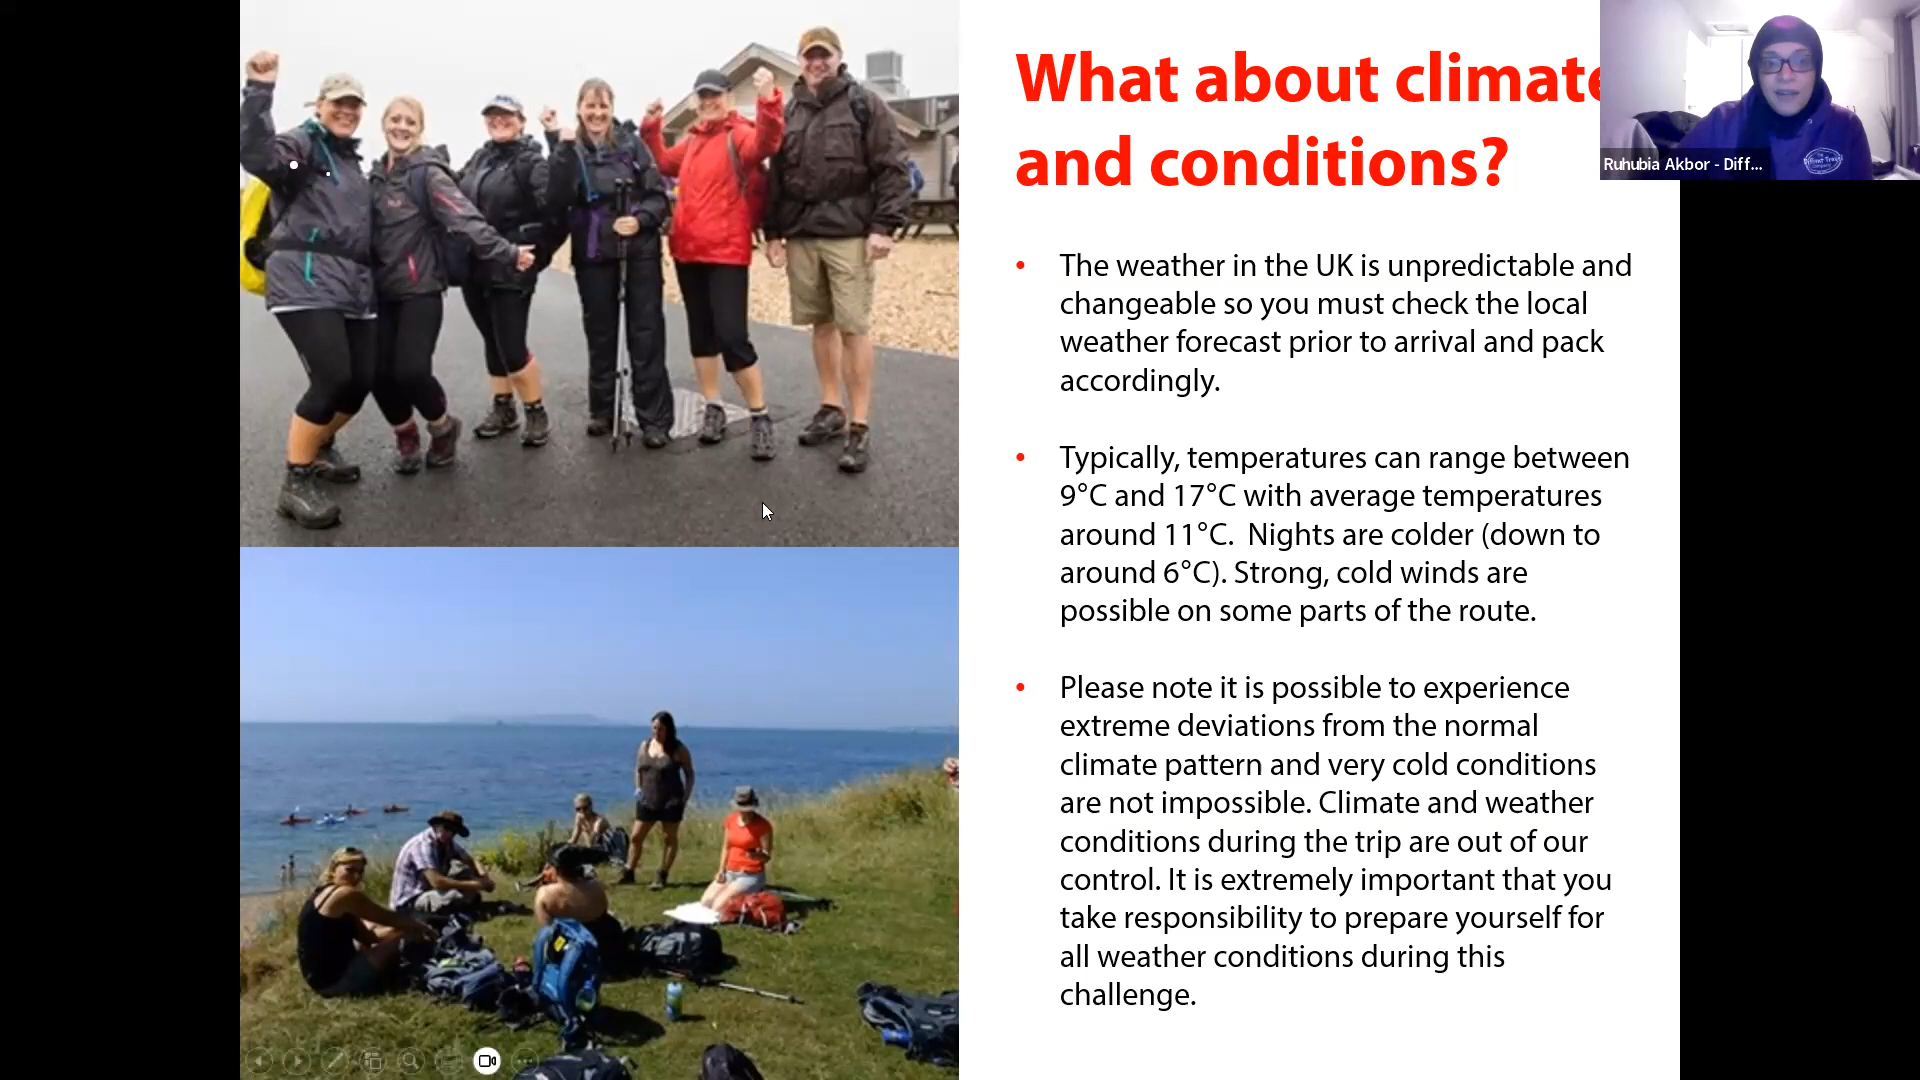 What about climate
and conditions?
Ruhubia Akbor - Diff...
• The weather in the UK is unpredictable and
changeable so you must check the local
weather forecast prior to arrival and pack
accordingly.
• Typically, temperatures can range between
9°C and 17°C with average temperatures
around 11°C.  Nights are colder (down to
around 6°C). Strong, cold winds are
possible on some parts of the route.
• Please note it is possible to experience
extreme deviations from the normal
climate pattern and very cold conditions
are not impossible. Climate and weather
conditions during the trip are out of our
control. It is extremely important that you
take responsibility to prepare yourself for
all weather conditions during this
challenge.